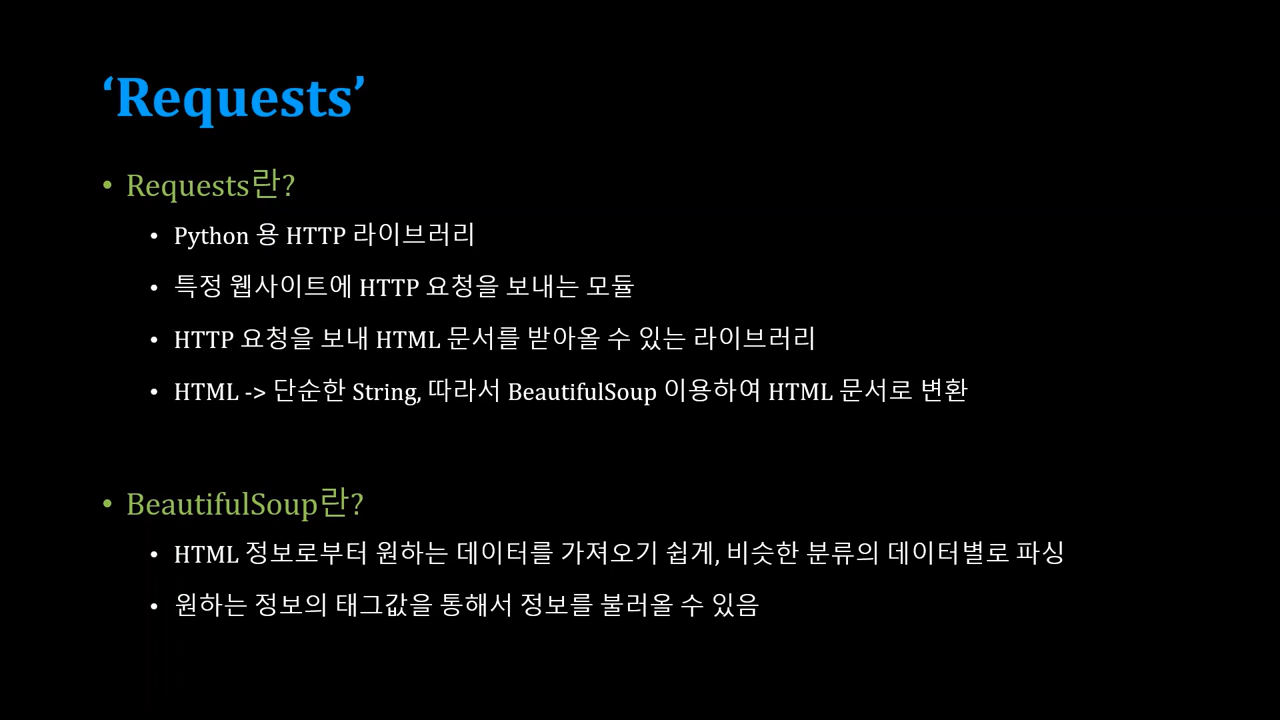 ‘Requests’
• Requests란?
• Python 용 HTTP 라이브러리
• 특정 웹사이트에 HTTP 요청을 보내는 모듈
• HTTP 요청을 보내 HTML 문서를 받아올 수 있는 라이브러리
• HTML -> 단순한 String, 따라서 BeautifulSoup 이용하여 HTML 문서로 변환
• BeautifulSoup란?
• HTML 정보로부터 원하는 데이터를 가져오기 쉽게, 비슷한 분류의 데이터별로 파싱
• 원하는 정보의 태그값을 통해서 정보를 불러올 수 있음